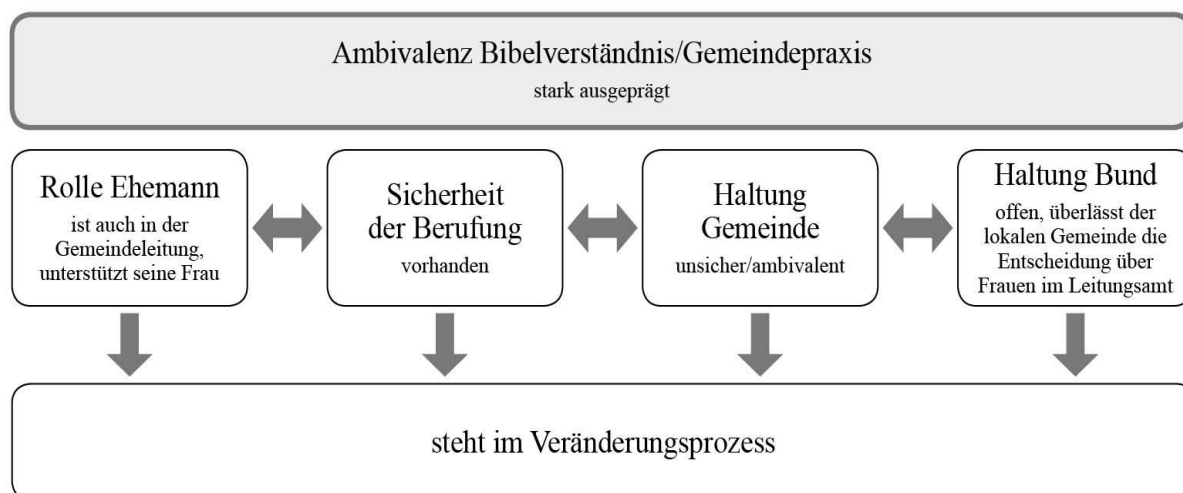 Ambivalenz Bibelverständnis/Gemeindepraxis
stark ausgeprägt
Rolle Ehemann
ist auch in der
Gemeindeleitung,
unterstützt seine Frau
Sicherheit
der Berufung
vorhanden
Haltung
Gemeinde
unsicher/ambivalent
Haltung Bund
offen, überlässt der
lokalen Gemeinde die
Entscheidung über
Frauen im Leitungsamt
steht im Veränderungsprozess